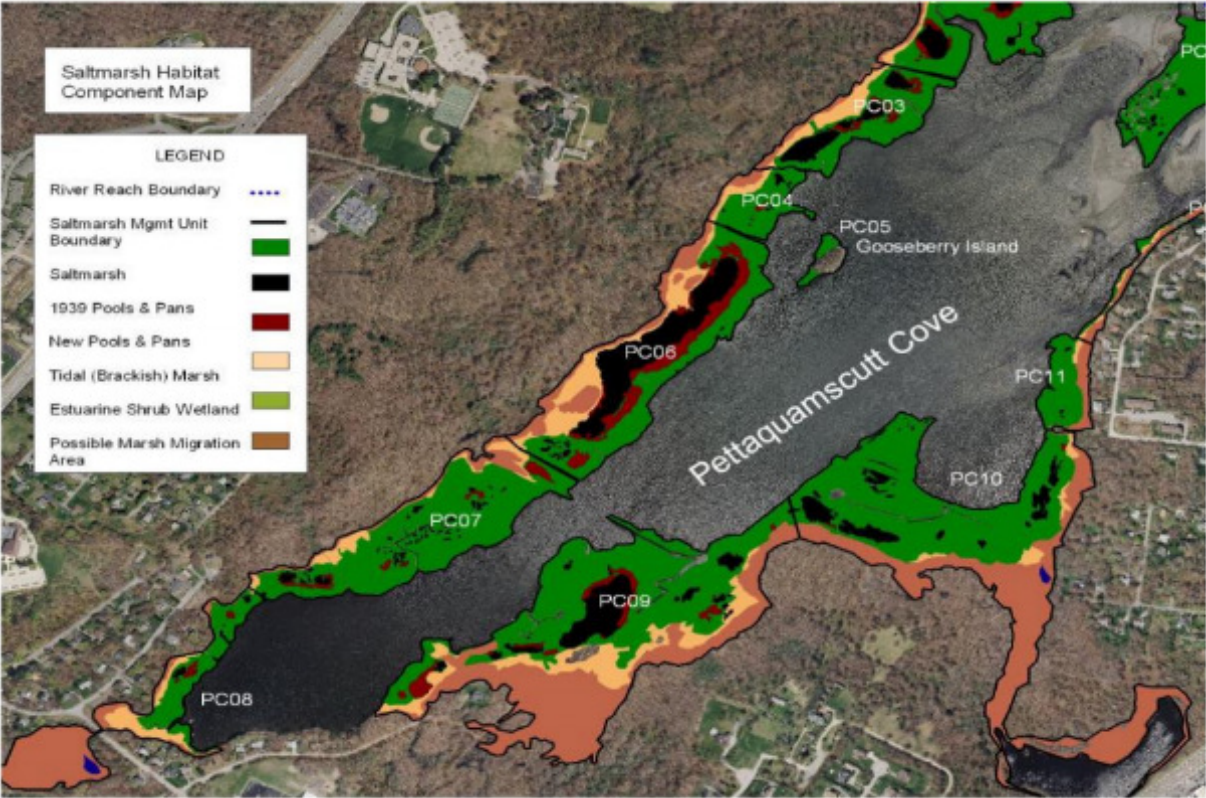 Saltmarsh Habitat
Component Map
LEGEND
River Reach Boundary
Saltmarsh Mgmt Unit
Boundary
Saltmarsh
1939 Pools & Pans
New Pools & Pans
Tidal (Brackish) Marsh
Estuarine Shrub Wetland
Possible Marsh Migration
Area
PC
PC03
PC04
PC05
Gooseberry Island
PC06
Pettaquamscutt Cove
PC11
PC10
PC07
PC09
PC08